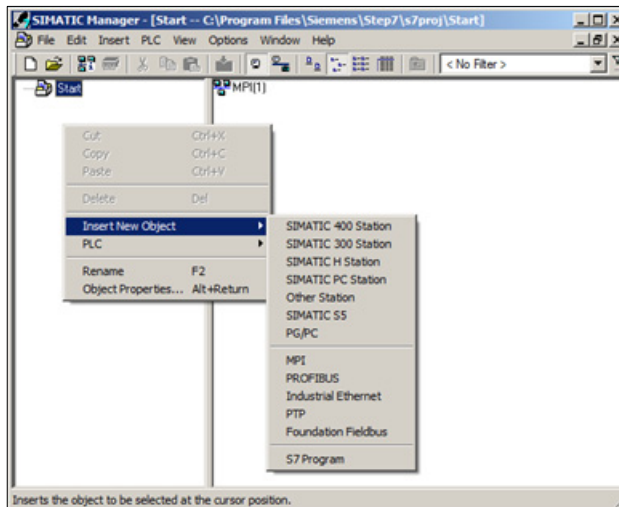 SIMATIC Manager - [Start -- C:\Program Files\Siemens\Step7\s7proj\Start]
File Edit Insert PLC View Options Window Help
< No Filter >
Start
MPI(1)
Cut Ctrl+X
Copy Ctrl+C
Paste Ctrl+V
Delete Del
Insert New Object
PLC
Rename F2
Object Properties... Alt+Return
SIMATIC 400 Station
SIMATIC 300 Station
SIMATIC H Station
SIMATIC PC Station
Other Station
SIMATIC S5
PG/PC
MPI
PROFIBUS
Industrial Ethernet
PTP
Foundation Fieldbus
S7 Program
Inserts the object to be selected at the cursor position.